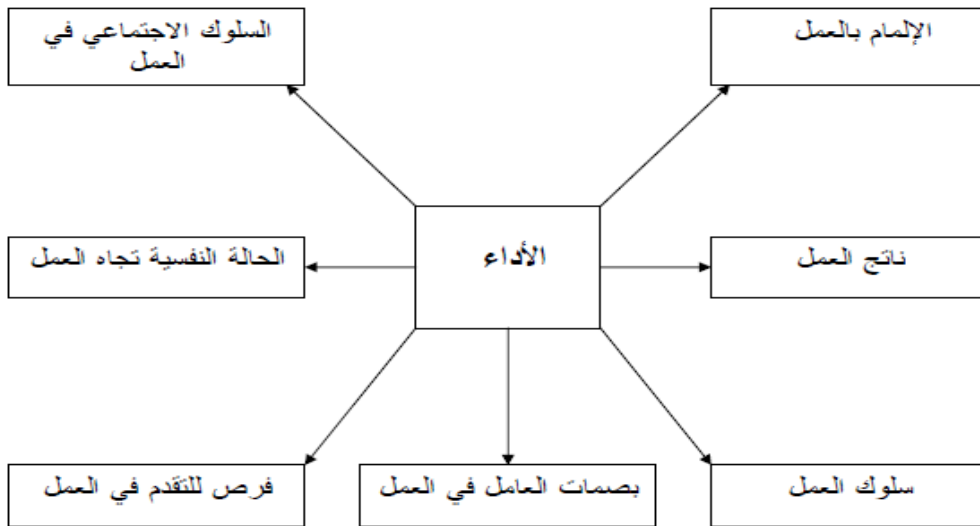 الإلمام بالعمل
السلوك الاجتماعي في
العمل
الأداء
ناتج العمل
الحالة النفسية تجاه العمل
سلوك العمل
بصمات العامل في العمل
فرص للتقدم في العمل